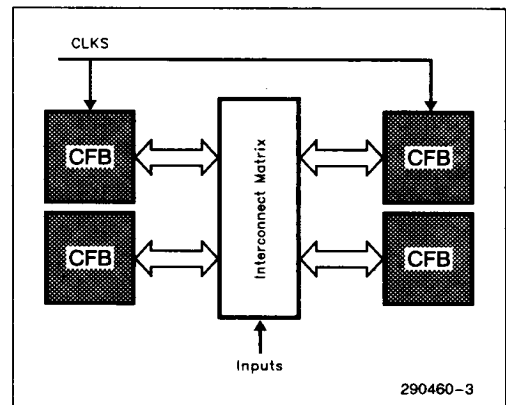 CLKS
CFB
CFB
Interconnect Matrix
CFB
CFB
Inputs
290460-3